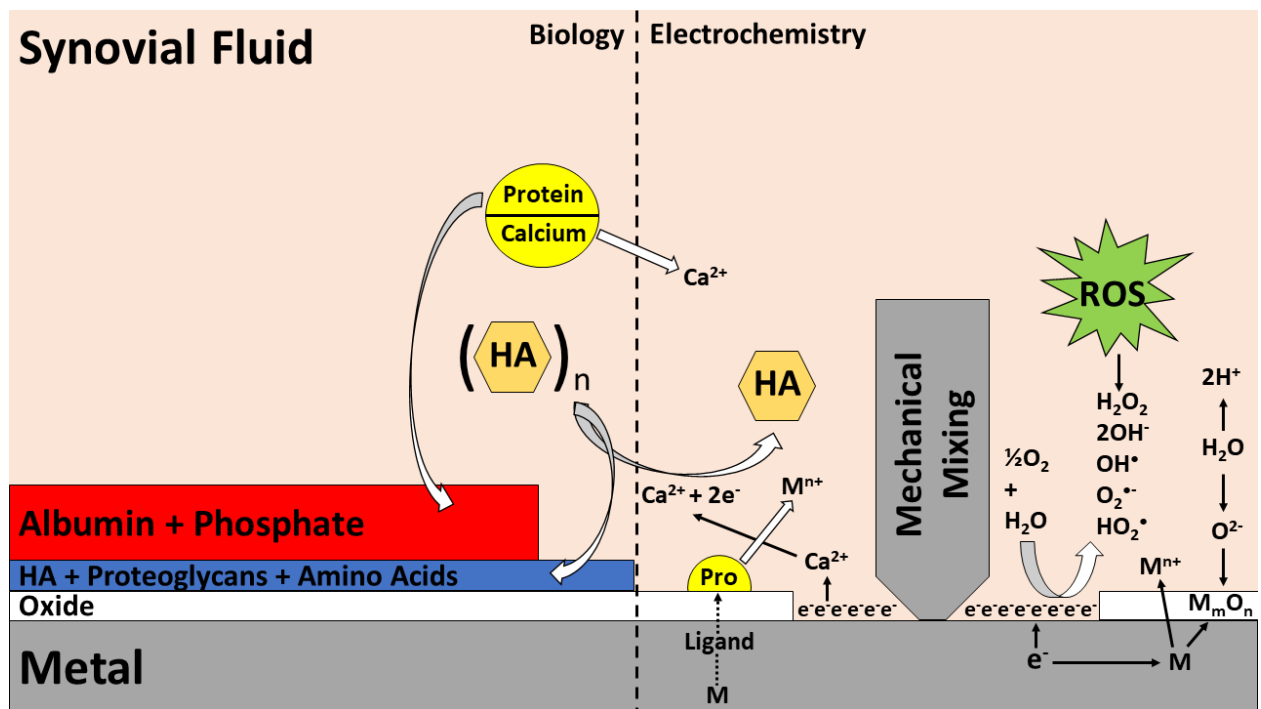 Synovial Fluid
Biology
Electrochemistry
Protein
Calcium
Ca²⁺
(HA)n
HA
ROS
H₂O₂
2OH⁻
OH•
O₂•⁻
HO₂•
2H⁺
H₂O
O²⁻
½O₂
+
H₂O
Mechanical
Mixing
Ca²⁺ + 2e⁻
Mⁿ⁺
Ca²⁺
Pro
Albumin + Phosphate
HA + Proteoglycans + Amino Acids
Oxide
e⁻e⁻e⁻e⁻e⁻e⁻
e⁻e⁻e⁻e⁻e⁻e⁻e⁻e⁻
Mⁿ⁺
MₘOₙ
Metal
Ligand
M
e⁻
M